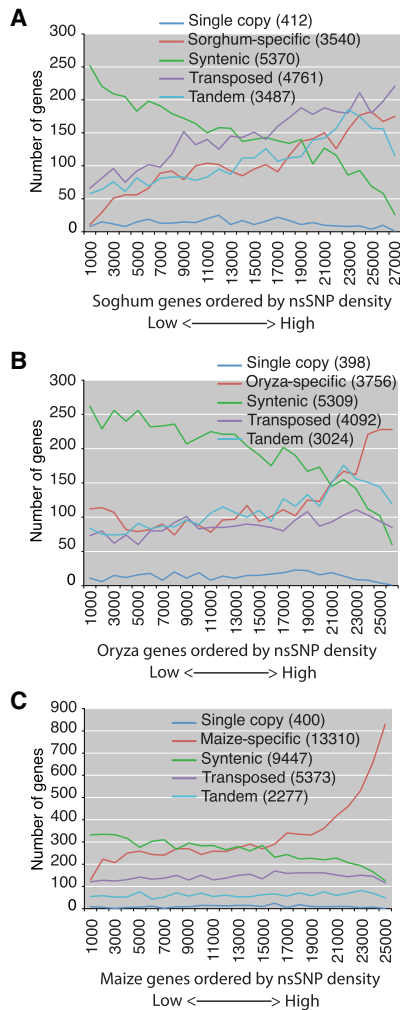 A
Single copy (412)
Sorghum-specific (3540)
Syntenic (5370)
Transposed (4761)
Tandem (3487)
Number of genes
300
250
200
150
100
50
0
1000 3000 5000 7000 9000 11000 13000 15000 17000 19000 21000 23000 25000 27000
Soghum genes ordered by nsSNP density
Low <————> High
B
Single copy (398)
Oryza-specific (3756)
Syntenic (5309)
Transposed (4092)
Tandem (3024)
Number of genes
300
250
200
150
100
50
0
1000 3000 5000 7000 9000 11000 13000 15000 17000 19000 21000 23000 25000
Oryza genes ordered by nsSNP density
Low <————> High
C
Single copy (400)
Maize-specific (13310)
Syntenic (9447)
Transposed (5373)
Tandem (2277)
Number of genes
900
800
700
600
500
400
300
200
100
0
1000 3000 5000 7000 9000 11000 13000 15000 17000 19000 21000 23000 25000
Maize genes ordered by nsSNP density
Low <————> High